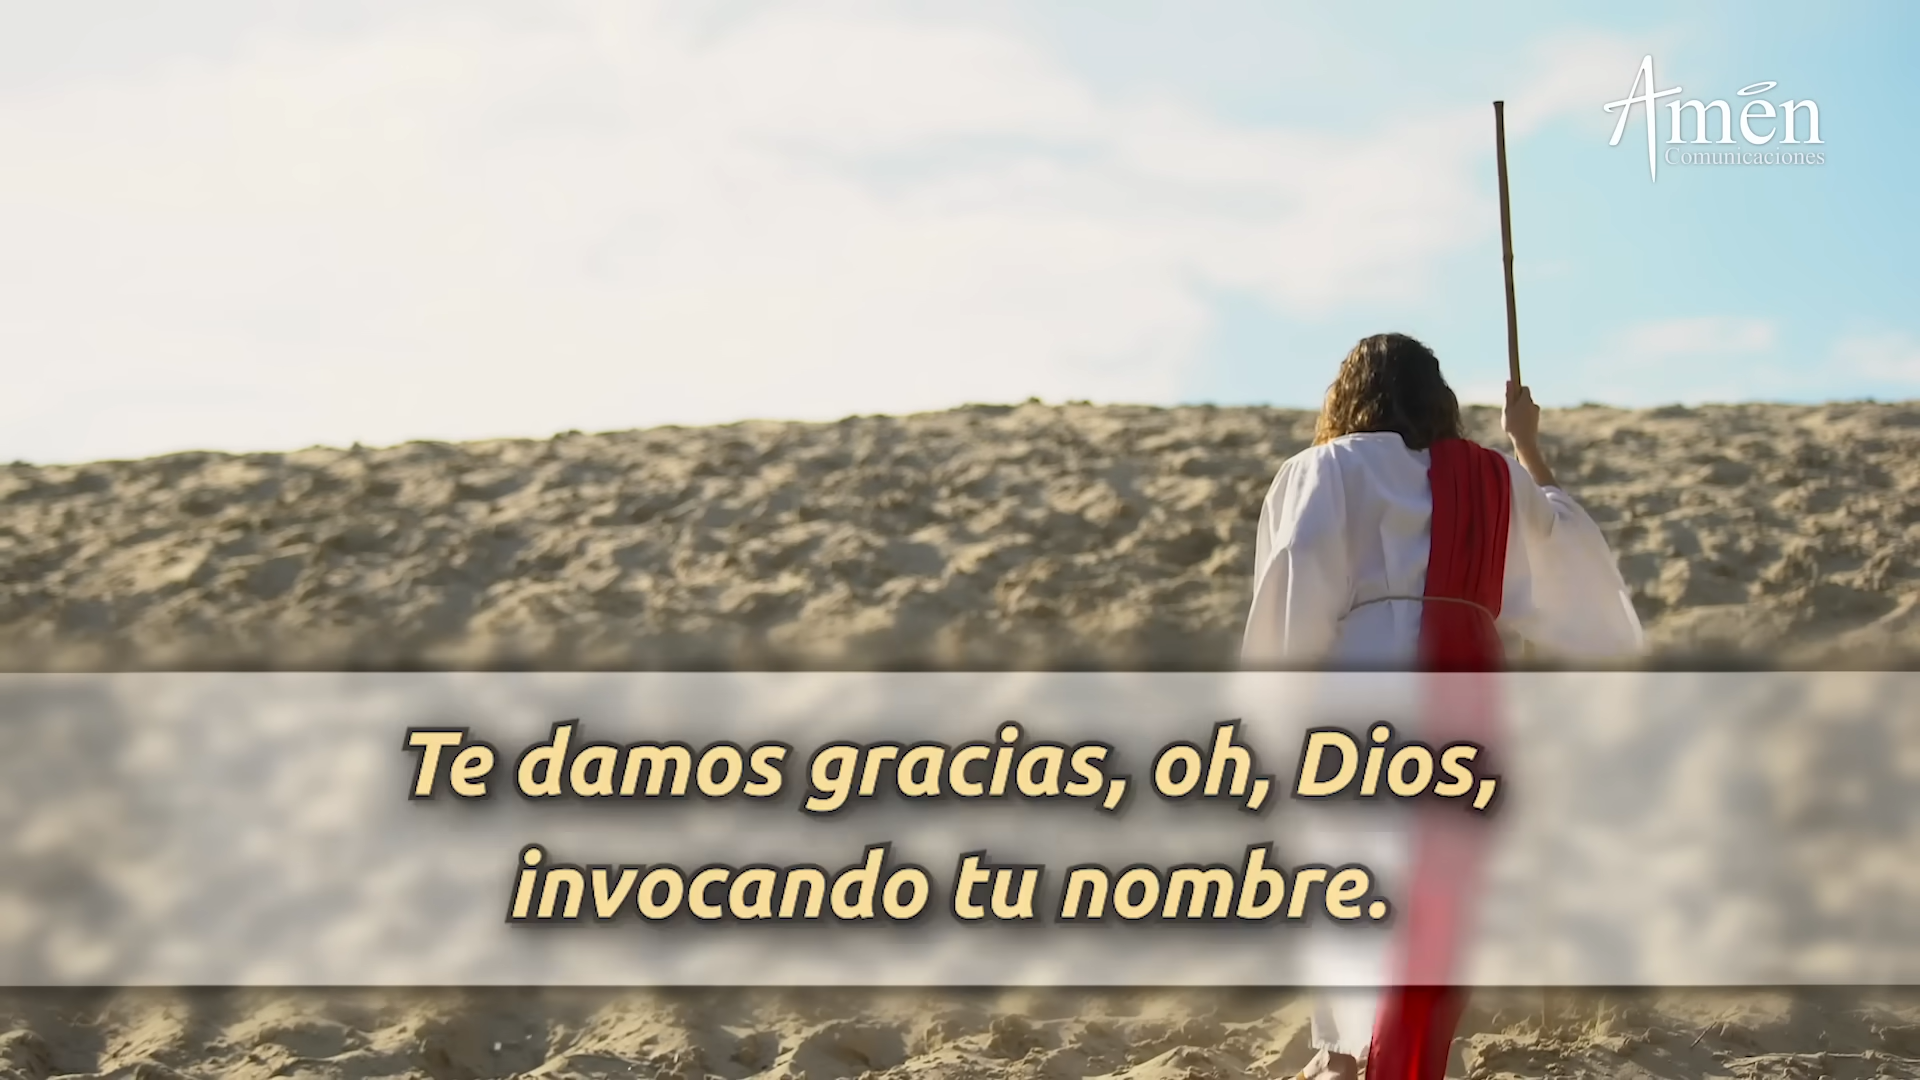 Amén
Comunicaciones
Te damos gracias, oh, Dios,
invocando tu nombre.